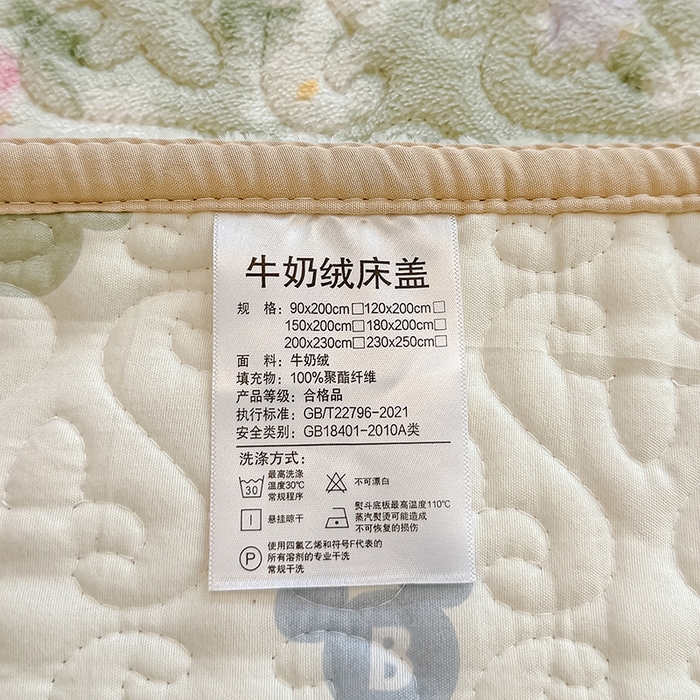 牛奶绒床盖
规 格：90x200cm□120x200cm□
150x200cm□180x200cm□
200x230cm□230x250cm□
面 料：牛奶绒
填充物：100%聚酯纤维
产品等级：合格品
执行标准：GB/T22796-2021
安全类别：GB18401-2010A类
洗涤方式：
最高洗涤
温度30℃
常规程序
30
不可漂白
悬挂晾干
熨斗底板最高温度110℃
蒸汽熨烫可能造成
不可恢复的损伤
P
使用四氯乙烯和符号F代表的
所有溶剂的专业干洗
常规干洗
B